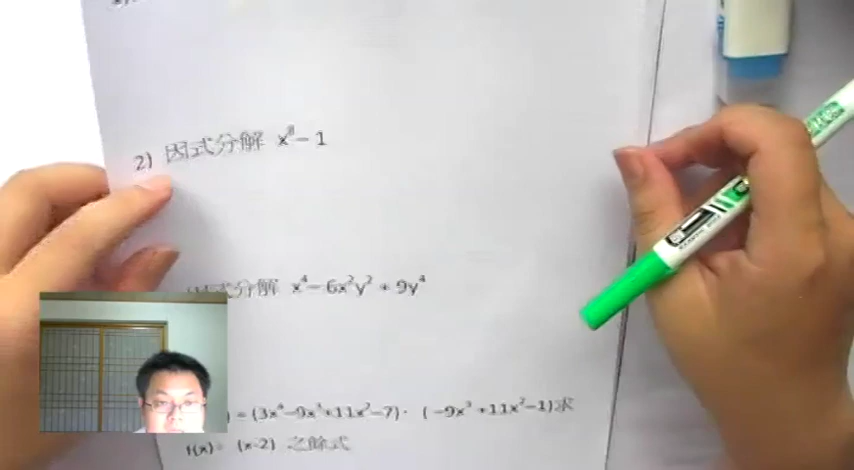 2) 因式分解 x⁸-1
因式分解 x⁴-6x²y²+9y⁴
)=(3x⁴-9x³+11x²-7)·(-9x³+11x²-1)求
f(x)÷(x-2) 之餘式